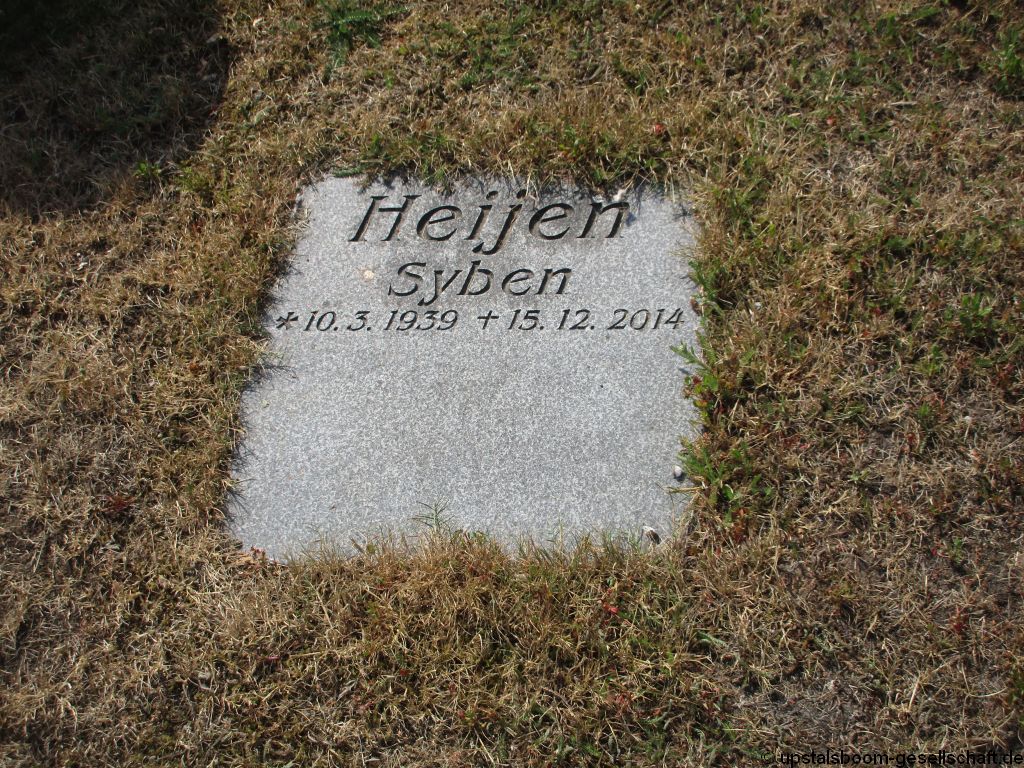 Heijen
Syben
* 10. 3. 1939 + 15. 12. 2014
© upstalsboom-gesellschaft.de